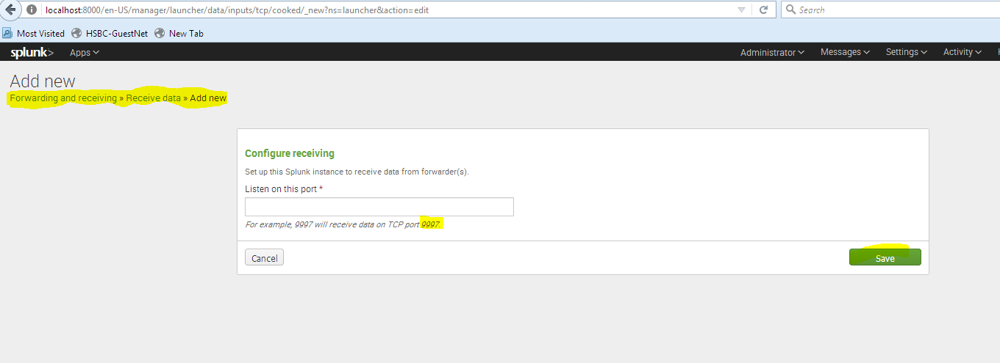 localhost:8000/en-US/manager/launcher/data/inputs/tcp/cooked/_new?ns=launcher&action=edit
Search
Most Visited HSBC-GuestNet New Tab
splunk> Apps Administrator Messages Settings Activity
Add new
Forwarding and receiving » Receive data » Add new
Configure receiving
Set up this Splunk instance to receive data from forwarder(s).
Listen on this port *
For example, 9997 will receive data on TCP port 9997.
Cancel Save